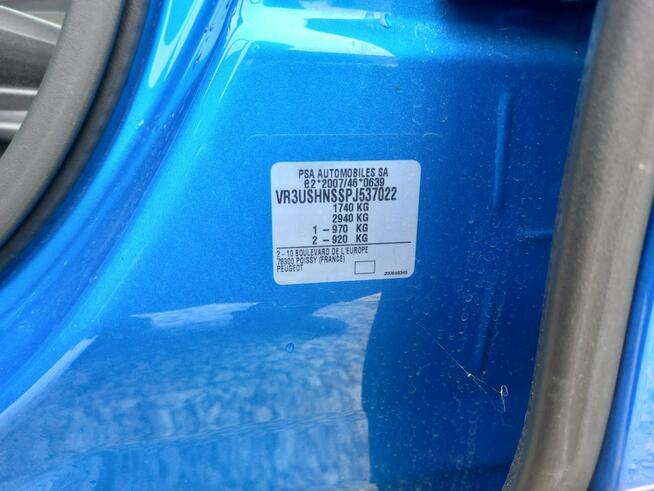 PSA AUTOMOBILES SA
e2*2007/46*0639
VR3USHNSSPJ537022
1740 KG
2940 KG
1 – 970 KG
2 – 920 KG
2 – 10 BOULEVARD DE L'EUROPE
78300 POISSY (FRANCE)
PEUGEOT